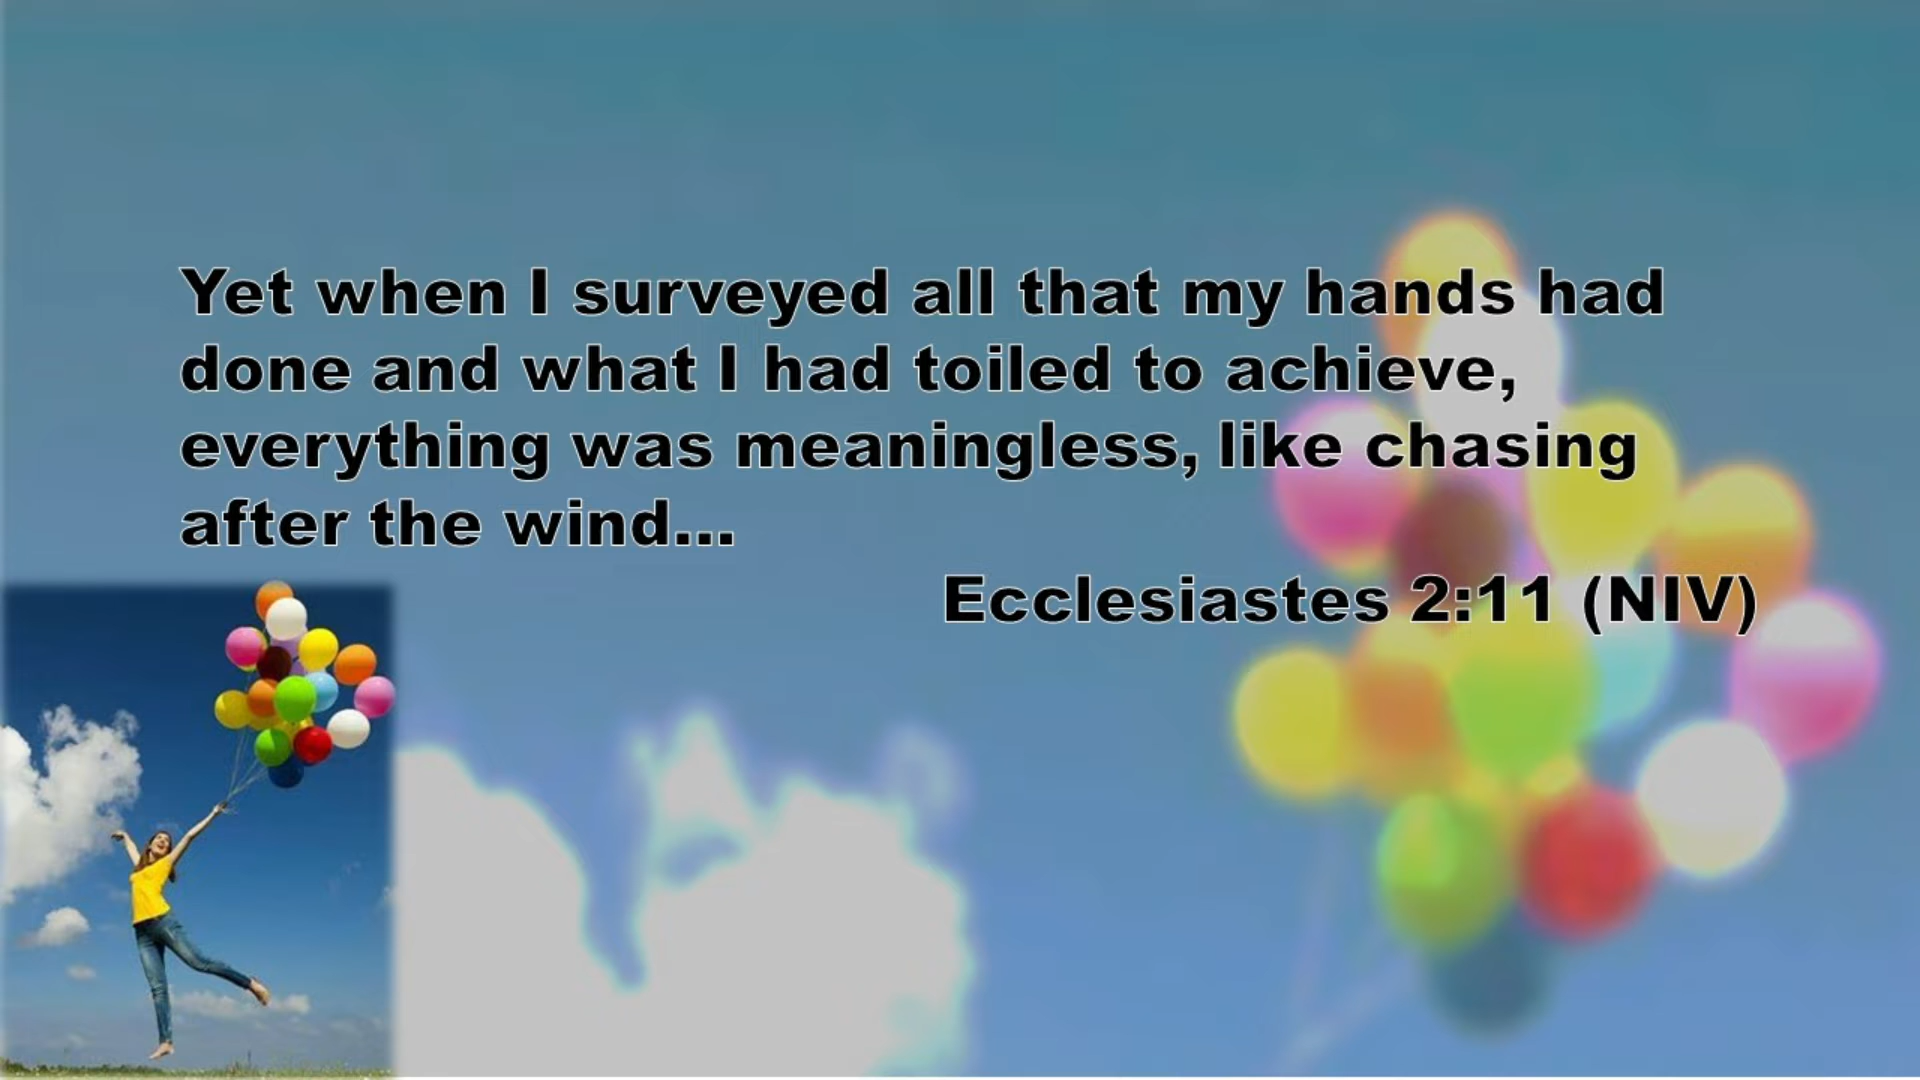 Yet when I surveyed all that my hands had
done and what I had toiled to achieve,
everything was meaningless, like chasing
after the wind...
Ecclesiastes 2:11 (NIV)